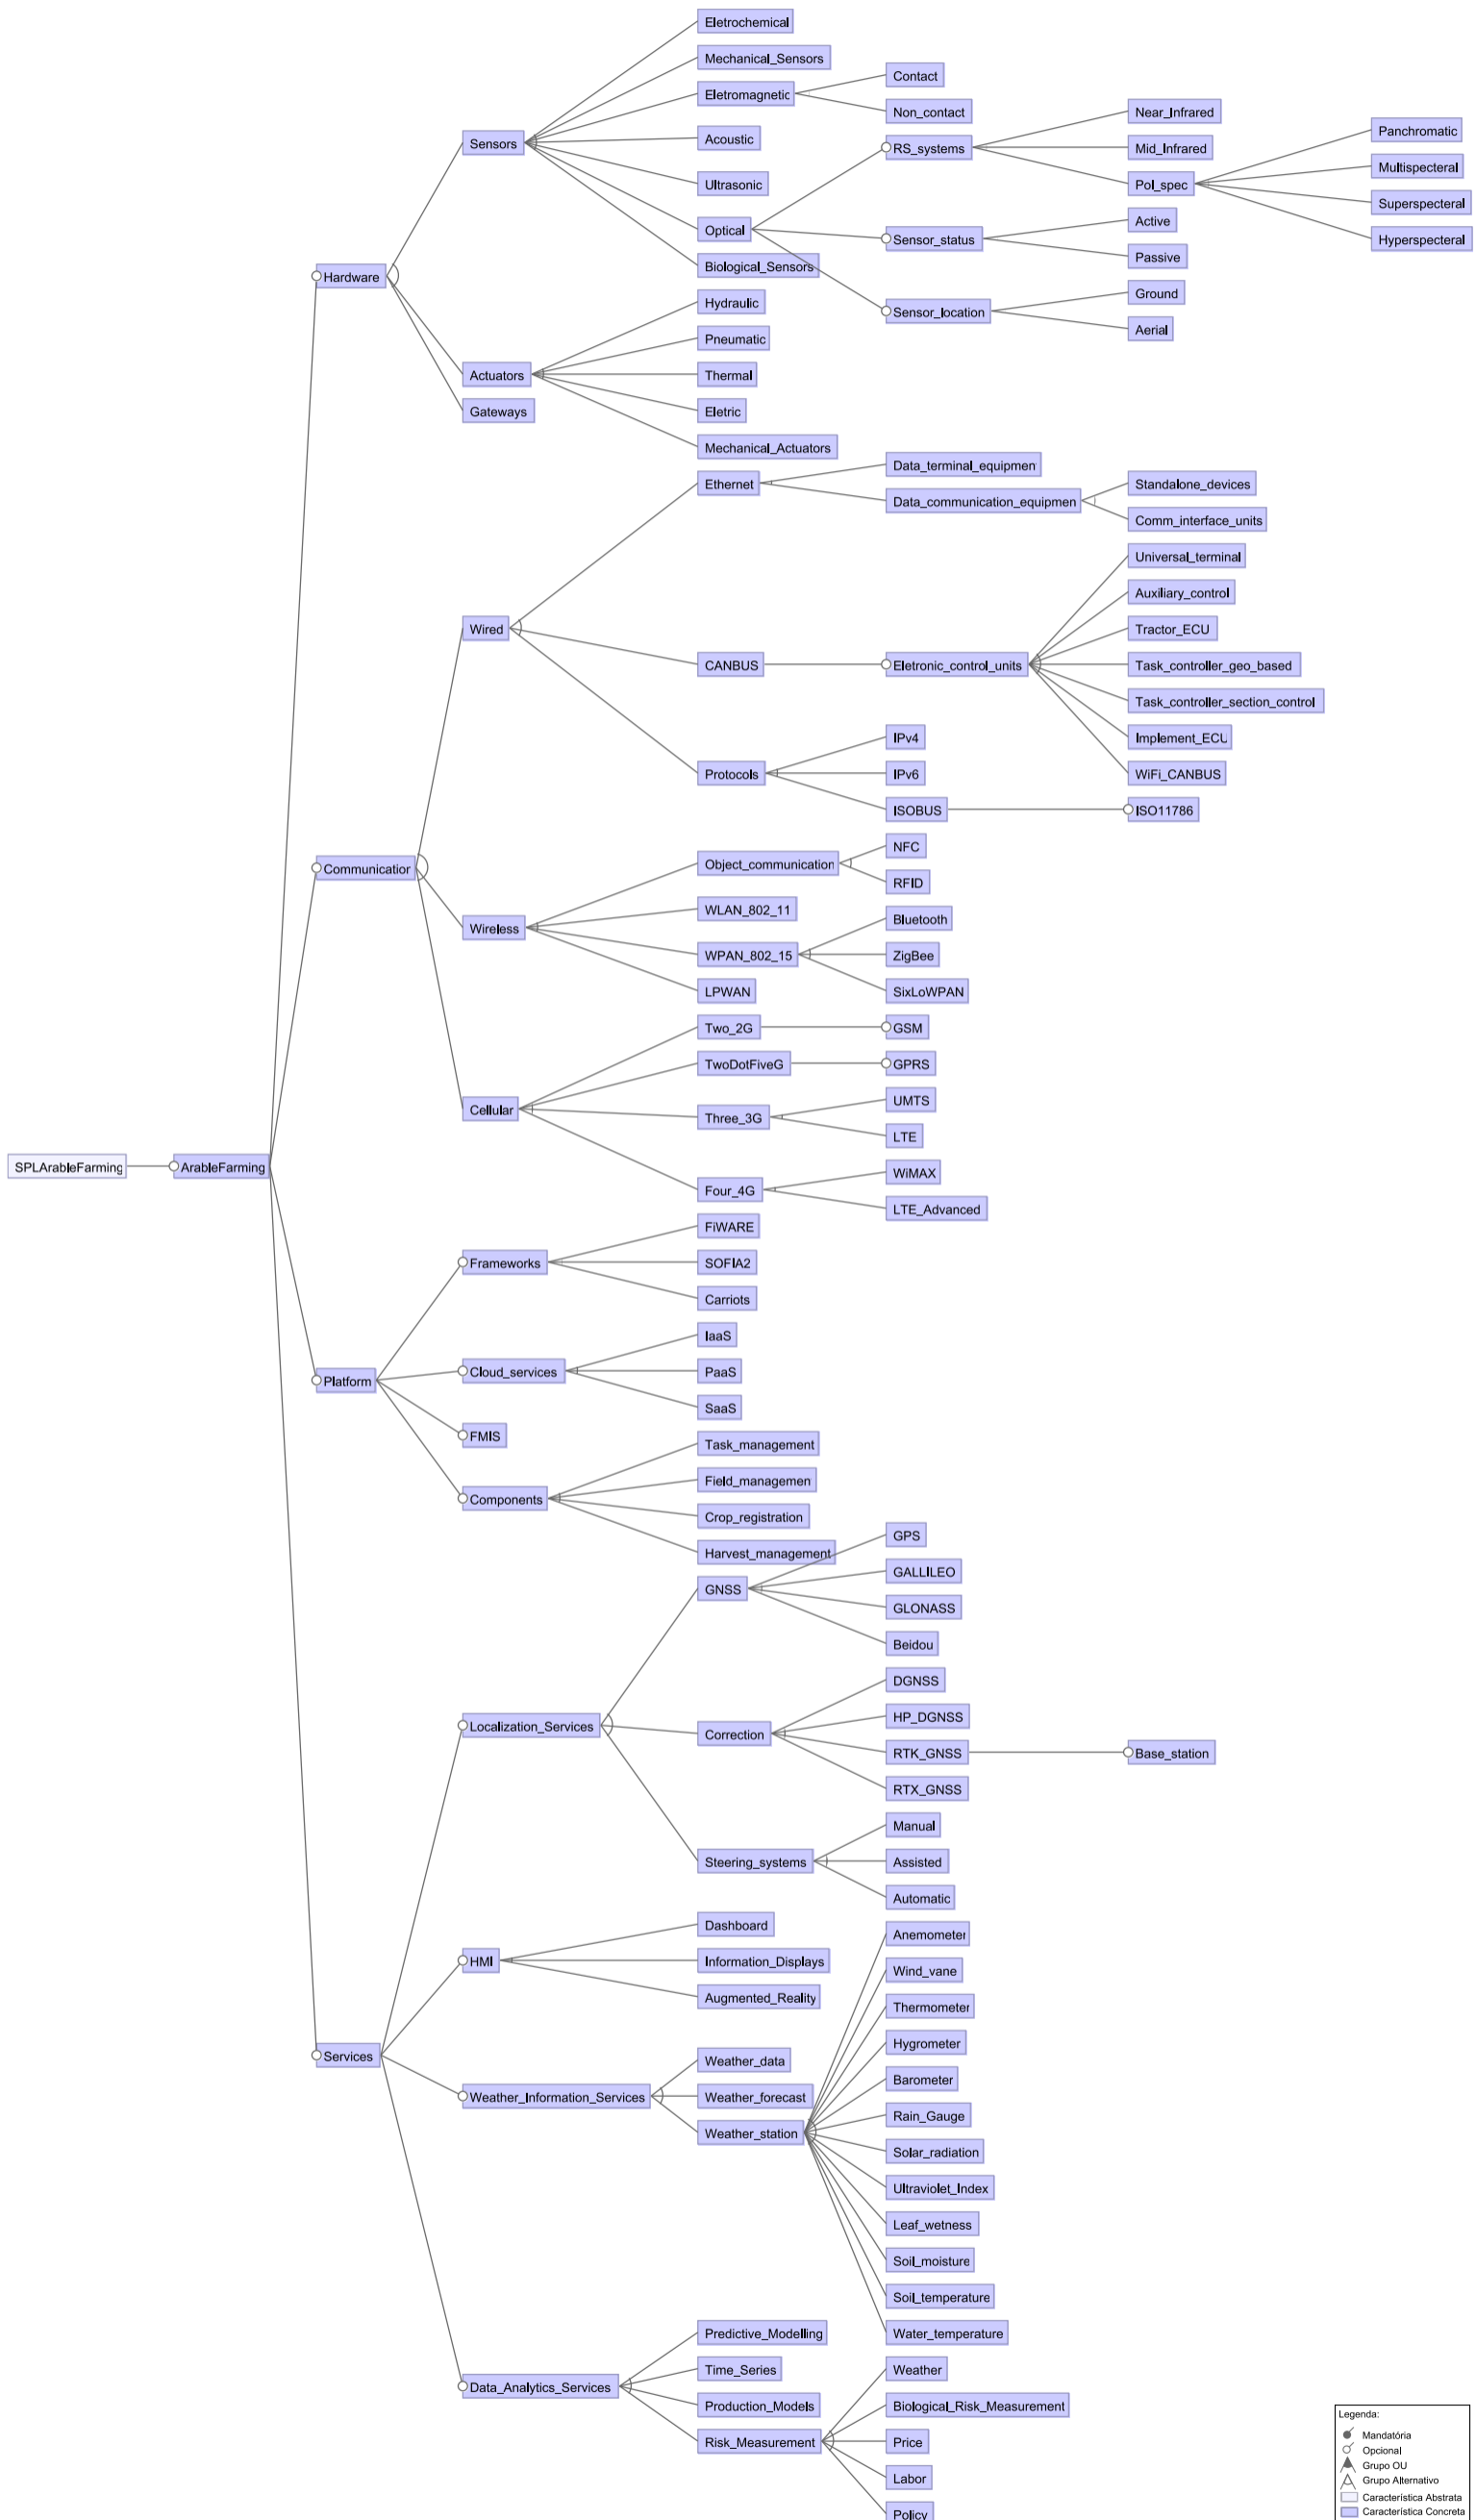 Eletrochemical
Mechanical_Sensors
Contact
Eletromagnetic
Non_contact
Near_Infrared
Panchromatic
Sensors
Acoustic
RS_systems
Mid_Infrared
Multispecteral
Ultrasonic
Pol_spec
Superspecteral
Optical
Sensor_status
Active
Hyperspecteral
Passive
Biological_Sensors
Hardware
Ground
Hydraulic
Sensor_location
Aerial
Pneumatic
Actuators
Thermal
Gateways
Eletric
Mechanical_Actuators
Data_terminal_equipmen
Ethernet
Standalone_devices
Data_communication_equipmen
Comm_interface_units
Universal_terminal
Auxiliary_control
Wired
Tractor_ECU
CANBUS
Eletronic_control_units
Task_controller_geo_based
Task_controller_section_control
IPv4
Implement_ECU
Protocols
IPv6
WiFi_CANBUS
ISOBUS
ISO11786
NFC
Communication
Object_communication
RFID
WLAN_802_11
Bluetooth
Wireless
WPAN_802_15
ZigBee
LPWAN
SixLoWPAN
Two_2G
GSM
TwoDotFiveG
GPRS
UMTS
Cellular
Three_3G
LTE
SPLArableFarming
ArableFarming
WiMAX
Four_4G
LTE_Advanced
FiWARE
Frameworks
SOFIA2
Carriots
IaaS
Cloud_services
PaaS
Platform
SaaS
FMIS
Task_management
Field_managemen
Components
Crop_registration
GPS
Harvest_management
GALLILEO
GNSS
GLONASS
Beidou
DGNSS
Localization_Services
HP_DGNSS
Correction
RTK_GNSS
Base_station
RTX_GNSS
Manual
Steering_systems
Assisted
Automatic
Dashboard
Anemometer
HMI
Information_Displays
Wind_vane
Augmented_Reality
Thermometer
Hygrometer
Services
Weather_data
Barometer
Weather_Information_Services
Weather_forecast
Rain_Gauge
Weather_station
Solar_radiation
Ultraviolet_Index
Leaf_wetness
Soil_moisture
Soil_temperature
Predictive_Modelling
Water_temperature
Time_Series
Weather
Data_Analytics_Services
Production_Models
Biological_Risk_Measurement
Risk_Measurement
Price
Labor
Policy
Legenda:
Mandatória
Opcional
Grupo OU
Grupo Alternativo
Característica Abstrata
Característica Concreta